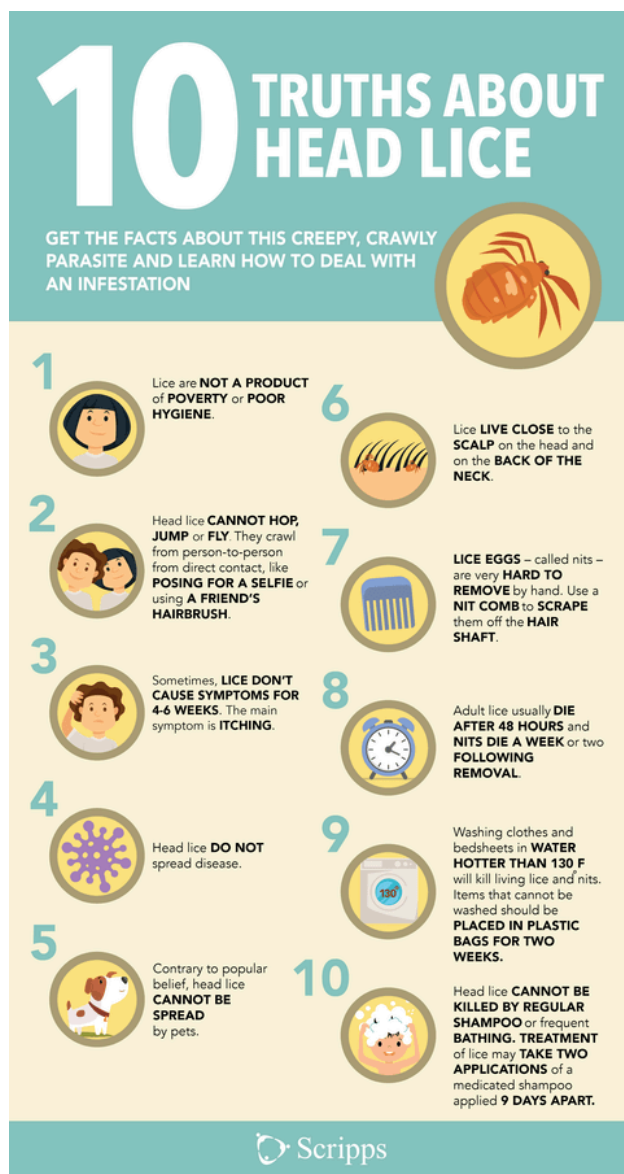 10 TRUTHS ABOUT
HEAD LICE
GET THE FACTS ABOUT THIS CREEPY, CRAWLY
PARASITE AND LEARN HOW TO DEAL WITH
AN INFESTATION
1
Lice are NOT A PRODUCT
of POVERTY or POOR
HYGIENE.
2
Head lice CANNOT HOP,
JUMP or FLY. They crawl
from person-to-person
from direct contact, like
POSING FOR A SELFIE or
using A FRIEND'S
HAIRBRUSH.
3
Sometimes, LICE DON'T
CAUSE SYMPTOMS FOR
4-6 WEEKS. The main
symptom is ITCHING.
4
Head lice DO NOT
spread disease.
5
Contrary to popular
belief, head lice
CANNOT BE
SPREAD
by pets.
6
Lice LIVE CLOSE to the
SCALP on the head and
on the BACK OF THE
NECK.
7
LICE EGGS – called nits –
are very HARD TO
REMOVE by hand. Use a
NIT COMB to SCRAPE
them off the HAIR
SHAFT.
8
Adult lice usually DIE
AFTER 48 HOURS and
NITS DIE A WEEK or two
FOLLOWING
REMOVAL.
9
130°
Washing clothes and
bedsheets in WATER
HOTTER THAN 130 F
will kill living lice and nits.
Items that cannot be
washed should be
PLACED IN PLASTIC
BAGS FOR TWO
WEEKS.
10
Head lice CANNOT BE
KILLED BY REGULAR
SHAMPOO or frequent
BATHING. TREATMENT
of lice may TAKE TWO
APPLICATIONS of a
medicated shampoo
applied 9 DAYS APART.
Scripps